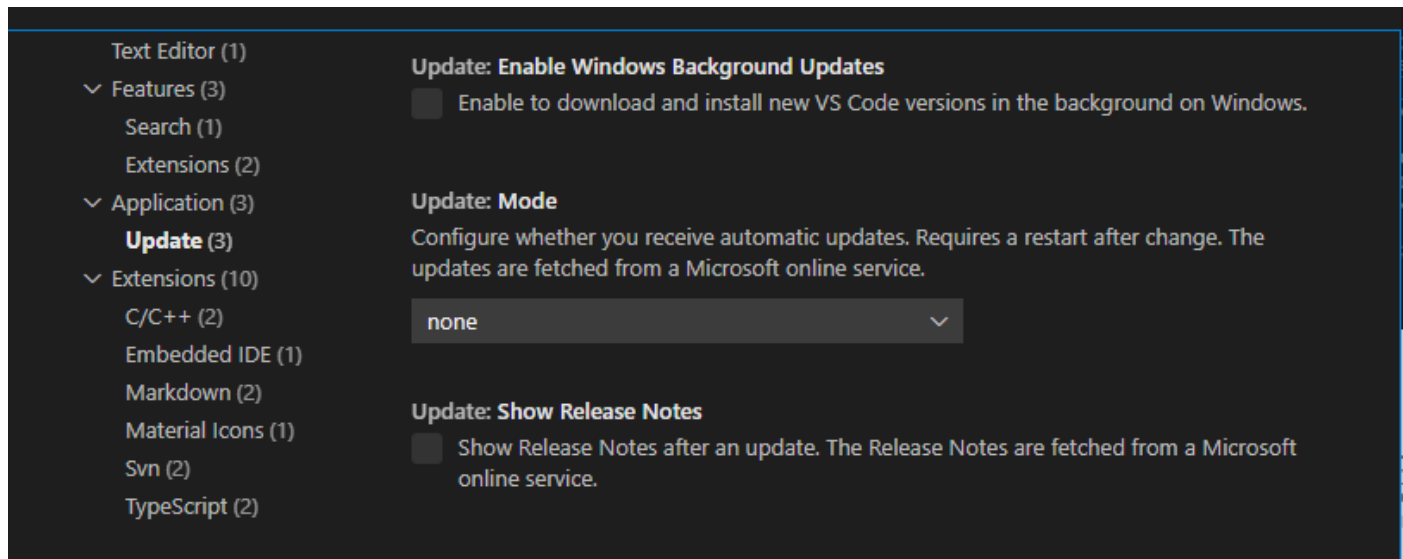 Text Editor (1)
Features (3)
Search (1)
Extensions (2)
Application (3)
Update (3)
Extensions (10)
C/C++ (2)
Embedded IDE (1)
Markdown (2)
Material Icons (1)
Svn (2)
TypeScript (2)
Update: Enable Windows Background Updates
Enable to download and install new VS Code versions in the background on Windows.
Update: Mode
Configure whether you receive automatic updates. Requires a restart after change. The
updates are fetched from a Microsoft online service.
none
Update: Show Release Notes
Show Release Notes after an update. The Release Notes are fetched from a Microsoft
online service.